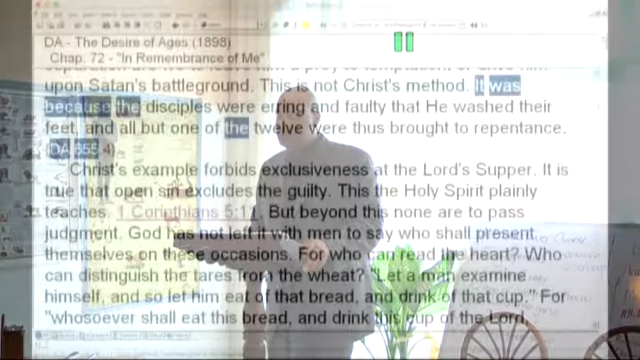 DA - The Desire of Ages (1898)
Chap. 72 - "In Remembrance of Me"
upon Satan's battleground. This is not Christ's method. It was
because the disciples were erring and faulty that He washed their
feet, and all but one of the twelve were thus brought to repentance.
(DA 655.4)
Christ's example forbids exclusiveness at the Lord's Supper. It is
true that open sin excludes the guilty. This the Holy Spirit plainly
teaches. 1 Corinthians 5:11. But beyond this none are to pass
judgment. God has not left it with men to say who shall present
themselves on these occasions. For who can read the heart? Who
can distinguish the tares from the wheat? "Let a man examine
himself, and so let him eat of that bread, and drink of that cup." For
"whosoever shall eat this bread, and drink this cup of the Lord,